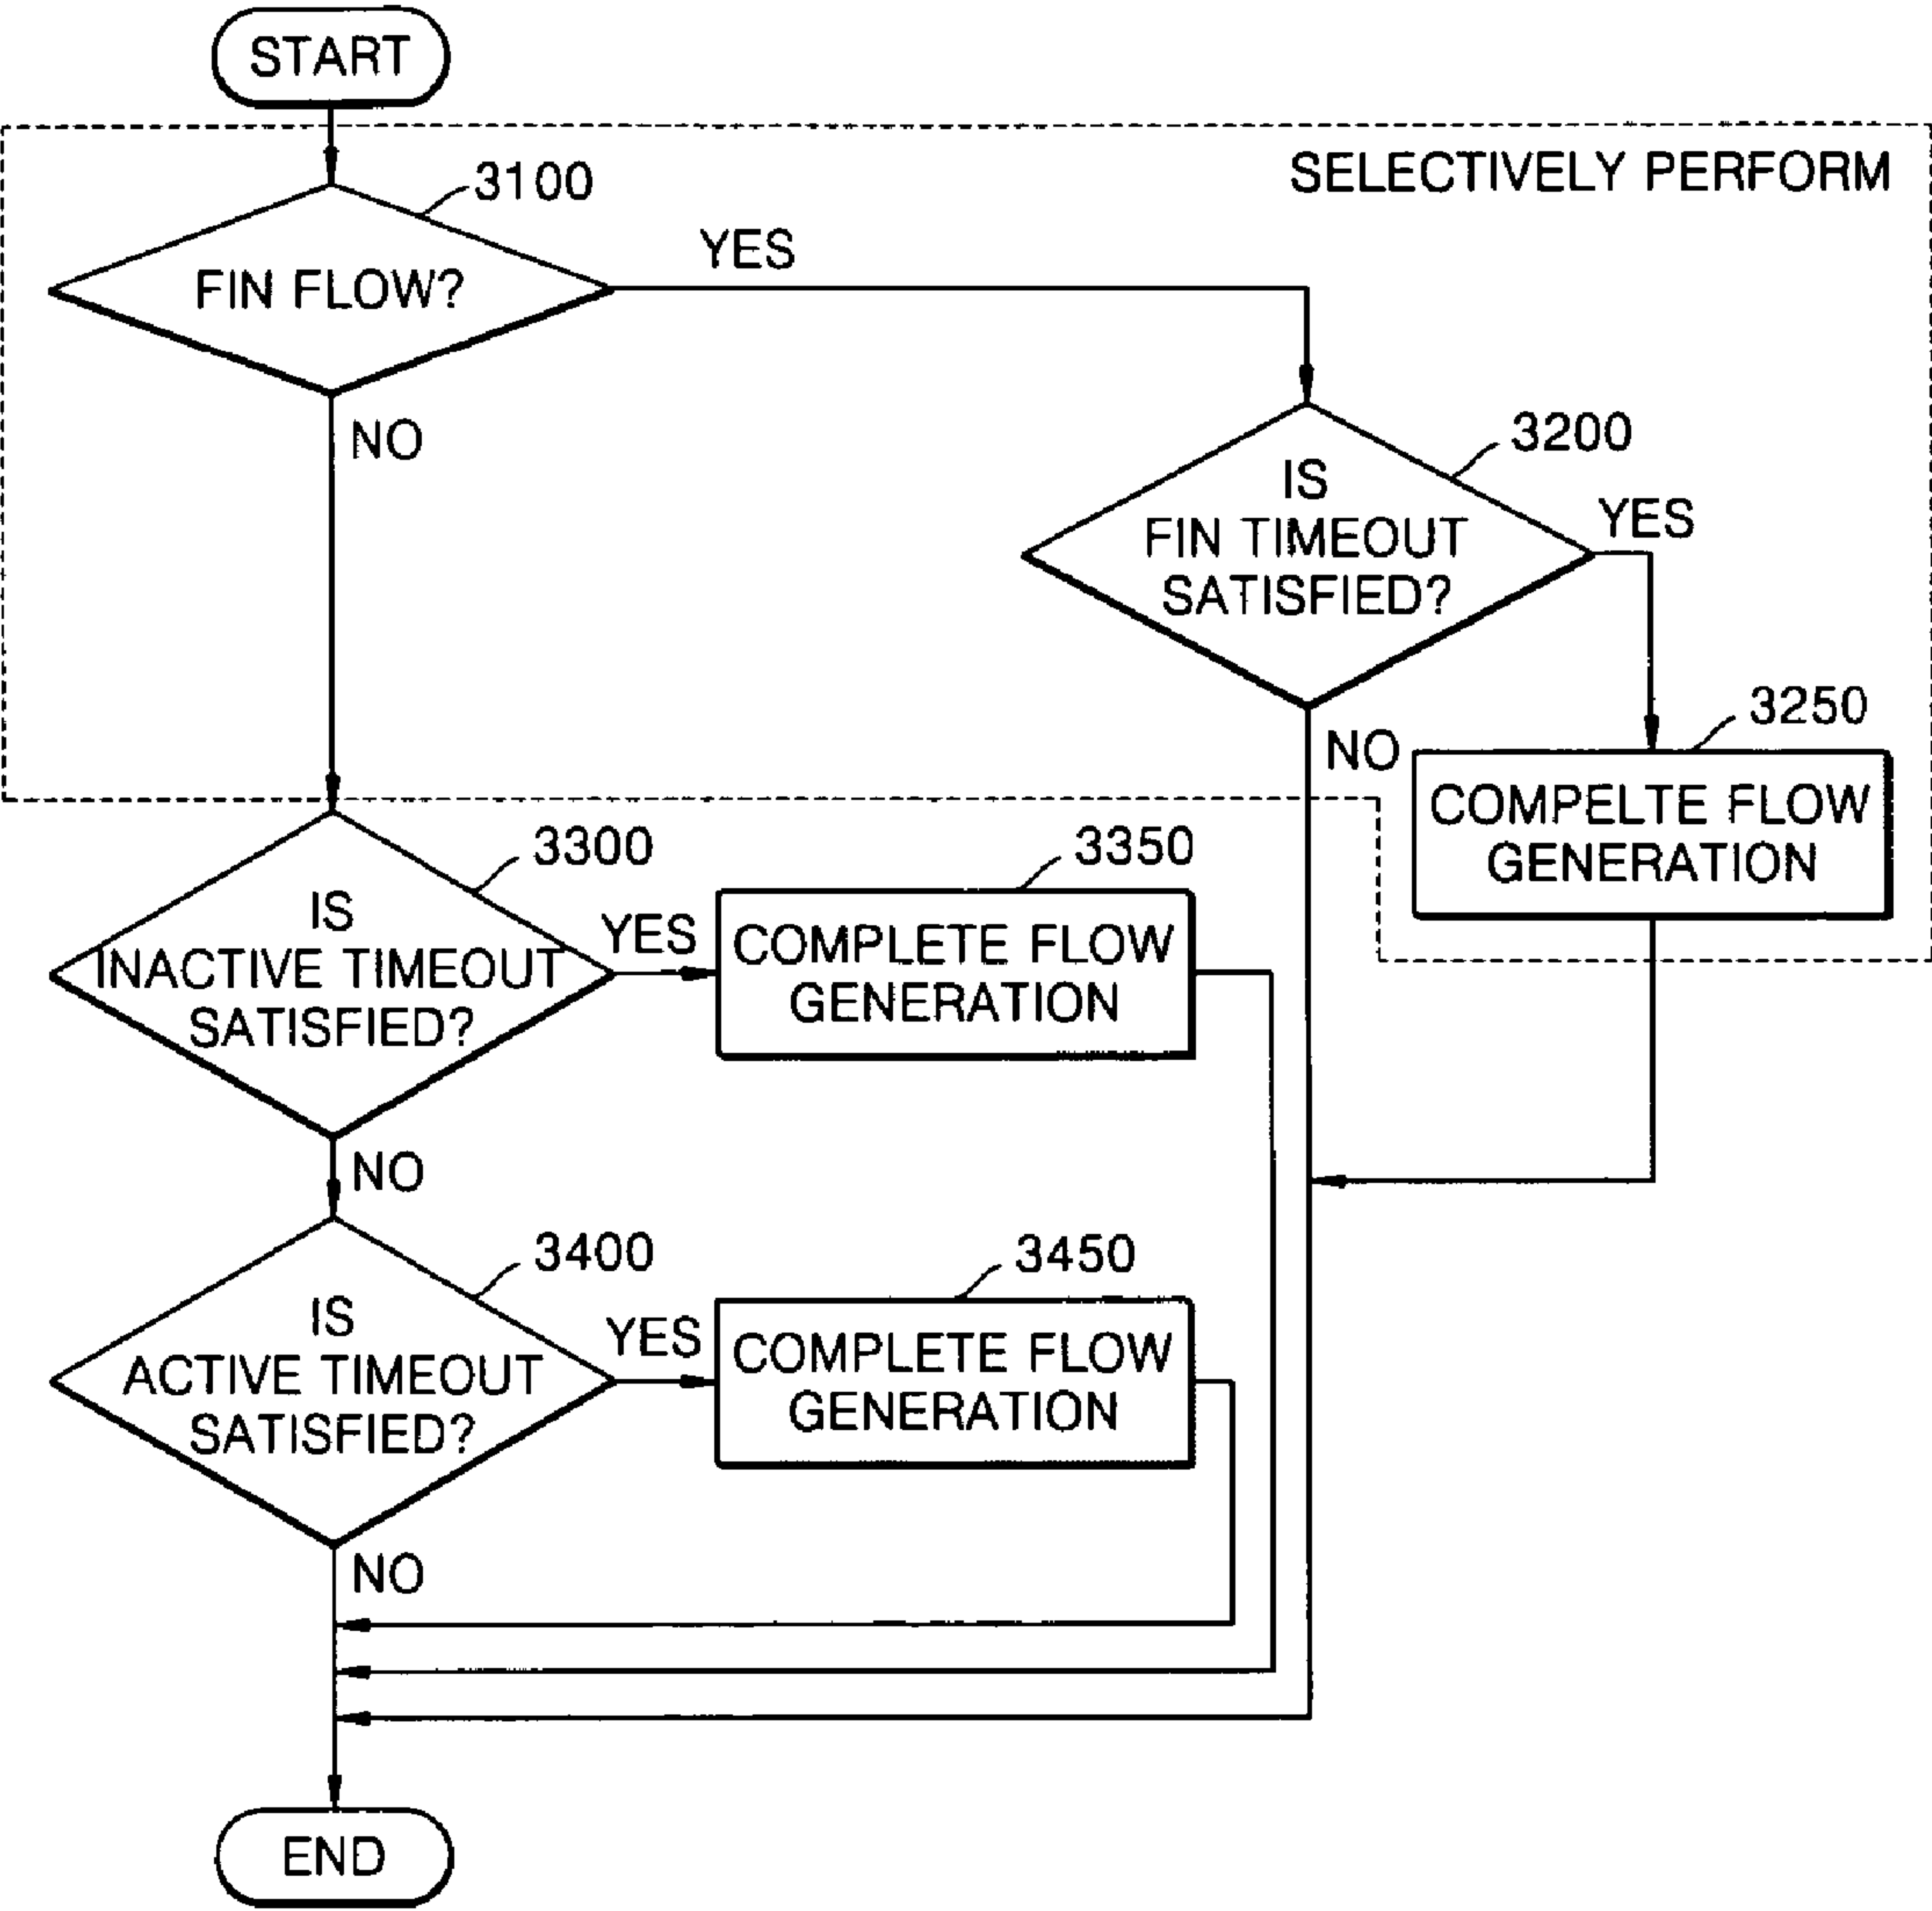 START
SELECTIVELY PERFORM
3100
FIN FLOW?
YES
NO
3200
IS
FIN TIMEOUT
SATISFIED?
YES
NO
3250
COMPELTE FLOW
GENERATION
3300
IS
INACTIVE TIMEOUT
SATISFIED?
YES
NO
3350
COMPLETE FLOW
GENERATION
3400
IS
ACTIVE TIMEOUT
SATISFIED?
YES
NO
3450
COMPLETE FLOW
GENERATION
END